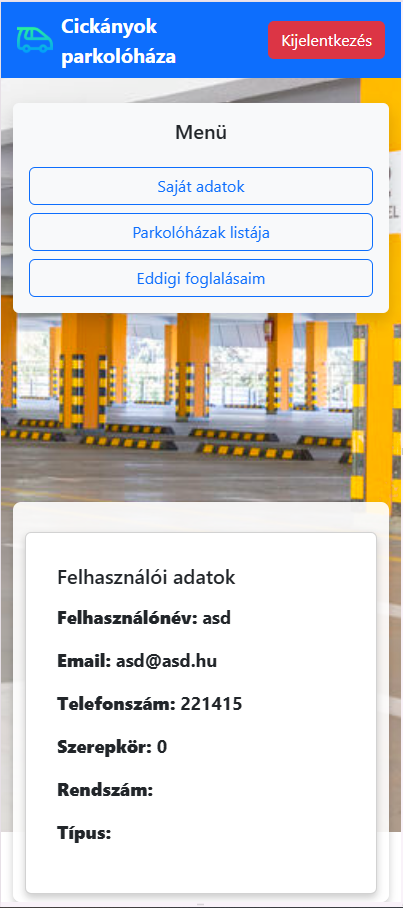 Cickányok
parkolóháza
Kijelentkezés
Menü
Saját adatok
Parkolóházak listája
Eddigi foglalásaim
EL
Felhasználói adatok
Felhasználónév: asd
Email: asd@asd.hu
Telefonszám: 221415
Szerepkör: 0
Rendszám:
Típus: